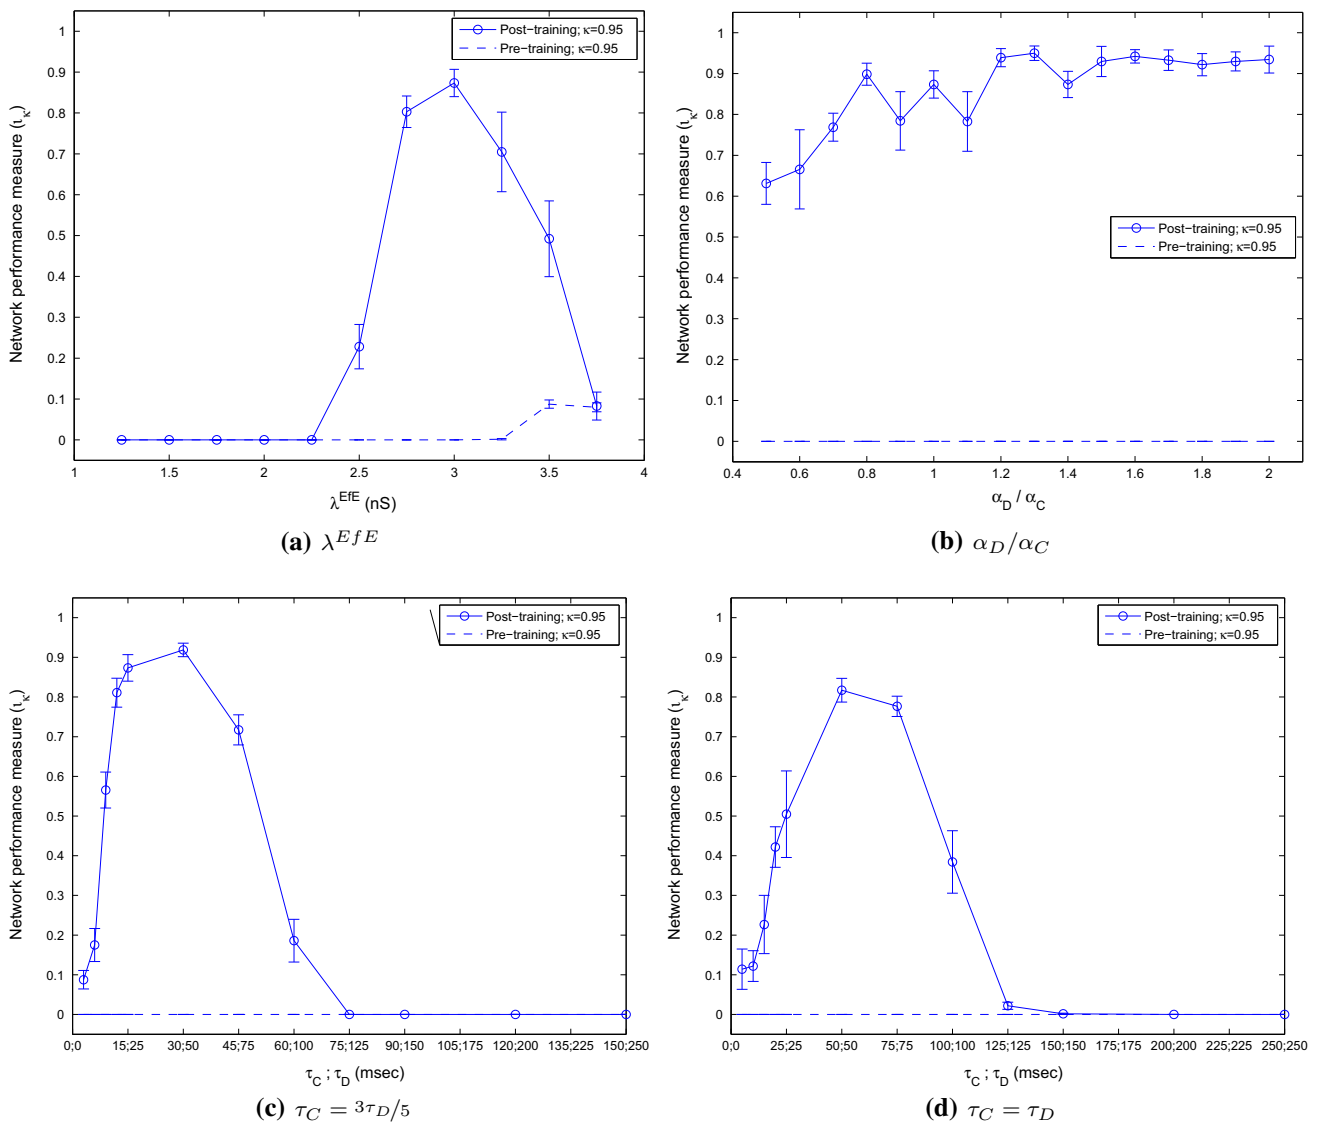 Network performance measure (ι_κ)
1
0.9
0.8
0.7
0.6
0.5
0.4
0.3
0.2
0.1
0
Post−training; κ=0.95
Pre−training; κ=0.95
1 1.5 2 2.5 3 3.5 4
λ^EfE (nS)
(a) λ^EfE
Network performance measure (ι_κ)
1
0.9
0.8
0.7
0.6
0.5
0.4
0.3
0.2
0.1
0
Post−training; κ=0.95
Pre−training; κ=0.95
0.4 0.6 0.8 1 1.2 1.4 1.6 1.8 2
α_D / α_C
(b) α_D/α_C
Network performance measure (ι_κ)
1
0.9
0.8
0.7
0.6
0.5
0.4
0.3
0.2
0.1
0
Post−training; κ=0.95
Pre−training; κ=0.95
0;0 15;25 30;50 45;75 60;100 75;125 90;150 105;175 120;200 135;225 150;250
τ_C ; τ_D (msec)
(c) τ_C = 3τ_D/5
Network performance measure (ι_κ)
1
0.9
0.8
0.7
0.6
0.5
0.4
0.3
0.2
0.1
0
Post−training; κ=0.95
Pre−training; κ=0.95
0;0 25;25 50;50 75;75 100;100 125;125 150;150 175;175 200;200 225;225 250;250
τ_C ; τ_D (msec)
(d) τ_C = τ_D